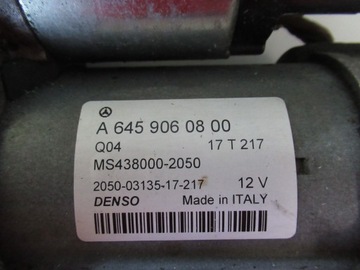 A 645 906 08 00
Q04 17 T 217
MS438000-2050
2050-03135-17-217 12 V
DENSO Made in ITALY